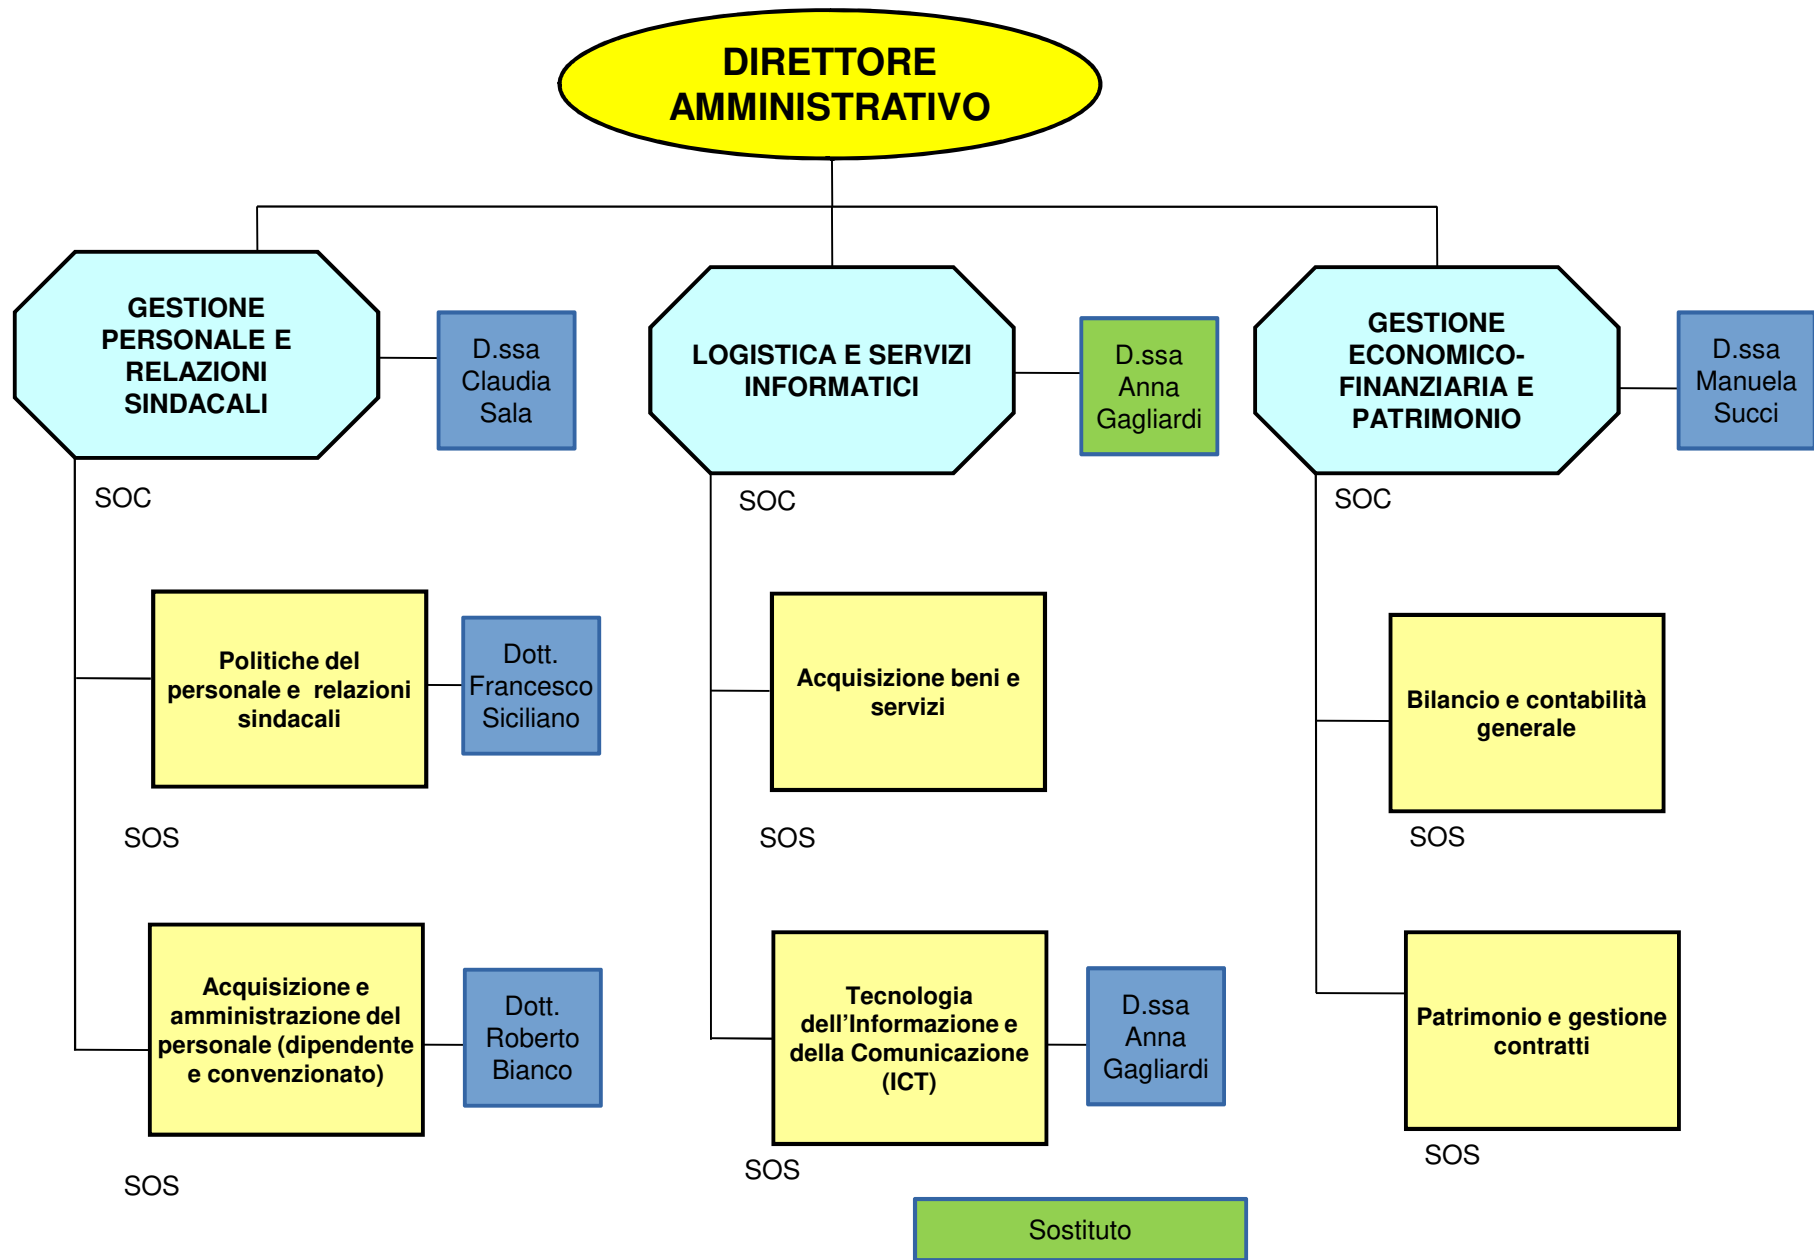 DIRETTORE
AMMINISTRATIVO
GESTIONE
PERSONALE E
RELAZIONI
SINDACALI
D.ssa
Claudia
Sala
SOC
LOGISTICA E SERVIZI
INFORMATICI
D.ssa
Anna
Gagliardi
SOC
GESTIONE
ECONOMICO-
FINANZIARIA E
PATRIMONIO
D.ssa
Manuela
Succi
SOC
Politiche del
personale e relazioni
sindacali
Dott.
Francesco
Siciliano
SOS
Acquisizione beni e
servizi
SOS
Bilancio e contabilità
generale
SOS
Acquisizione e
amministrazione del
personale (dipendente
e convenzionato)
Dott.
Roberto
Bianco
SOS
Tecnologia
dell’Informazione e
della Comunicazione
(ICT)
D.ssa
Anna
Gagliardi
SOS
Patrimonio e gestione
contratti
SOS
Sostituto